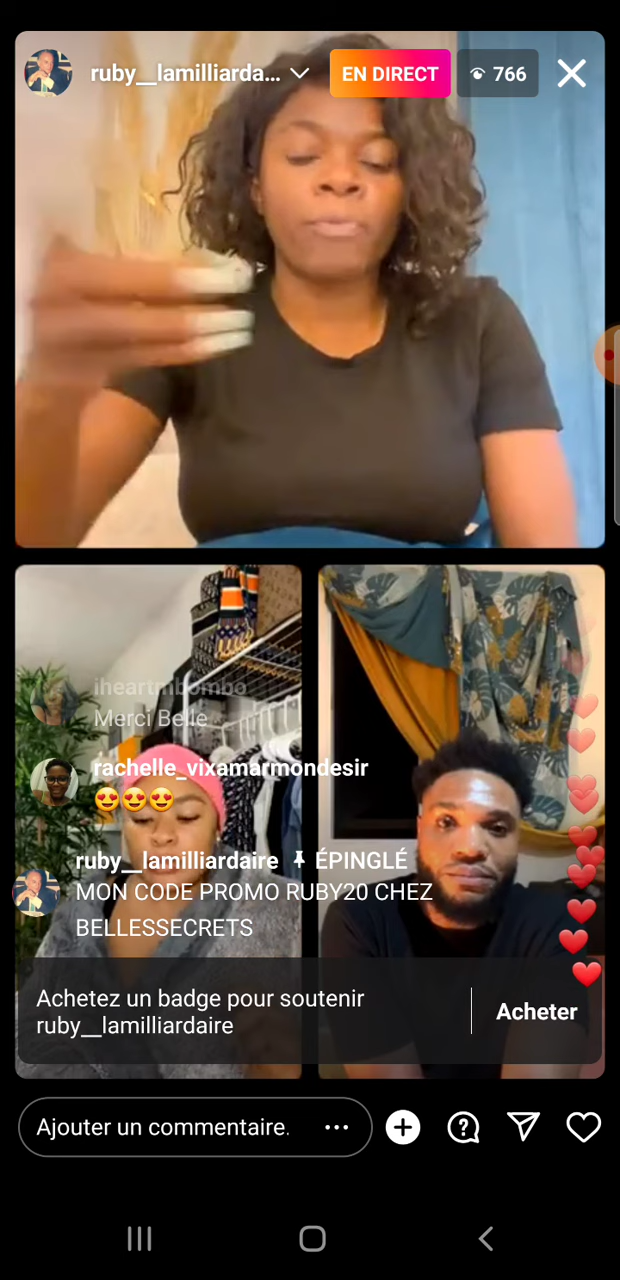 ruby__lamilliarda...
EN DIRECT
766
iheartmbombo
Merci Belle
rachelle_vixamarmondesir
😍😍😍
ruby__lamilliardaire ÉPINGLÉ
MON CODE PROMO RUBY20 CHEZ
BELLESSECRETS
Achetez un badge pour soutenir
ruby__lamilliardaire
Acheter
Ajouter un commentaire.